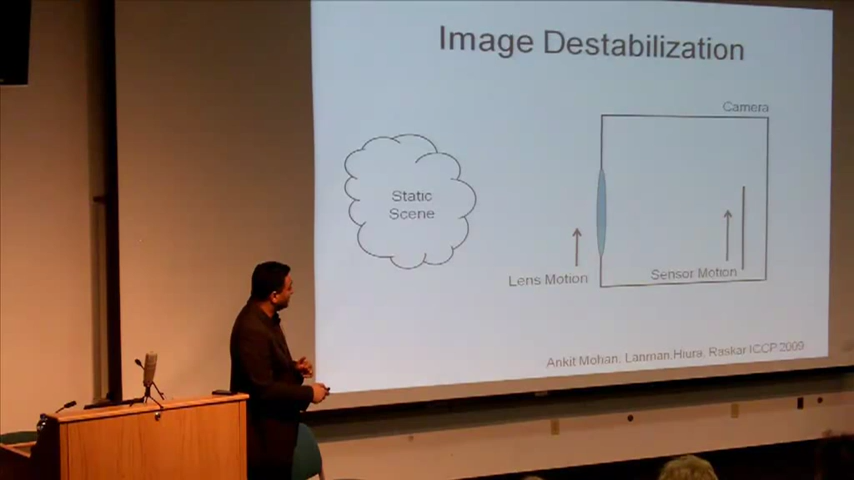 Image Destabilization
Camera
Static
Scene
Lens Motion
Sensor Motion
Ankit Mohan, Lanman,Hiura, Raskar ICCP 2009